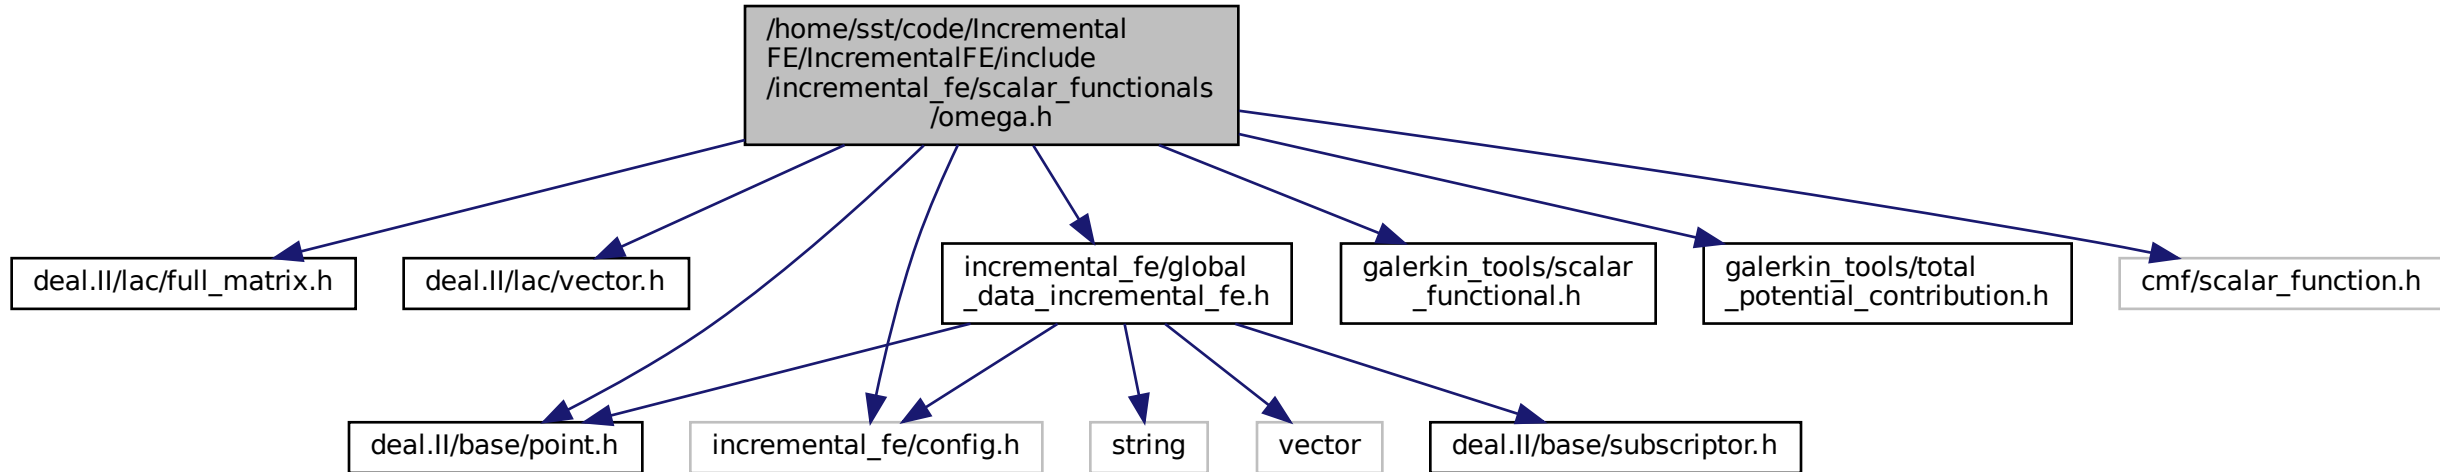 /home/sst/code/Incremental
FE/IncrementalFE/include
/incremental_fe/scalar_functionals
/omega.h
deal.II/lac/full_matrix.h
deal.II/lac/vector.h
incremental_fe/global
_data_incremental_fe.h
galerkin_tools/scalar
_functional.h
galerkin_tools/total
_potential_contribution.h
cmf/scalar_function.h
deal.II/base/point.h
incremental_fe/config.h
string
vector
deal.II/base/subscriptor.h